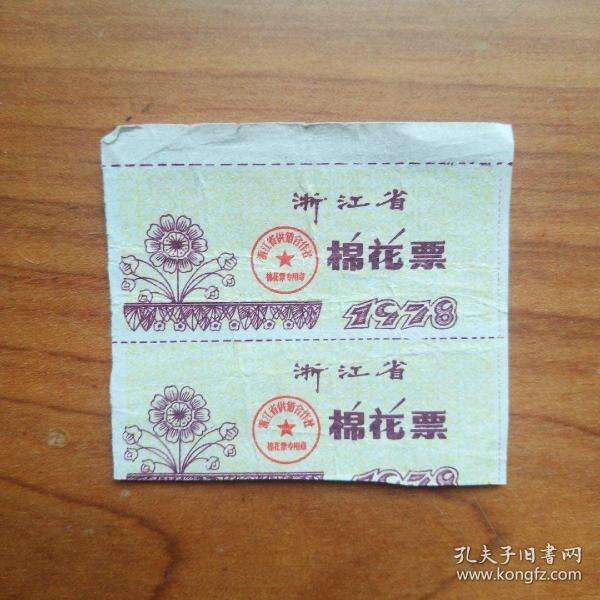 浙江省
浙江省供销合作社
棉花票专用章
棉花票
1578
浙江省
浙江省供销合作社
棉花票专用章
棉花票
孔夫子旧书网
www.kongfz.com